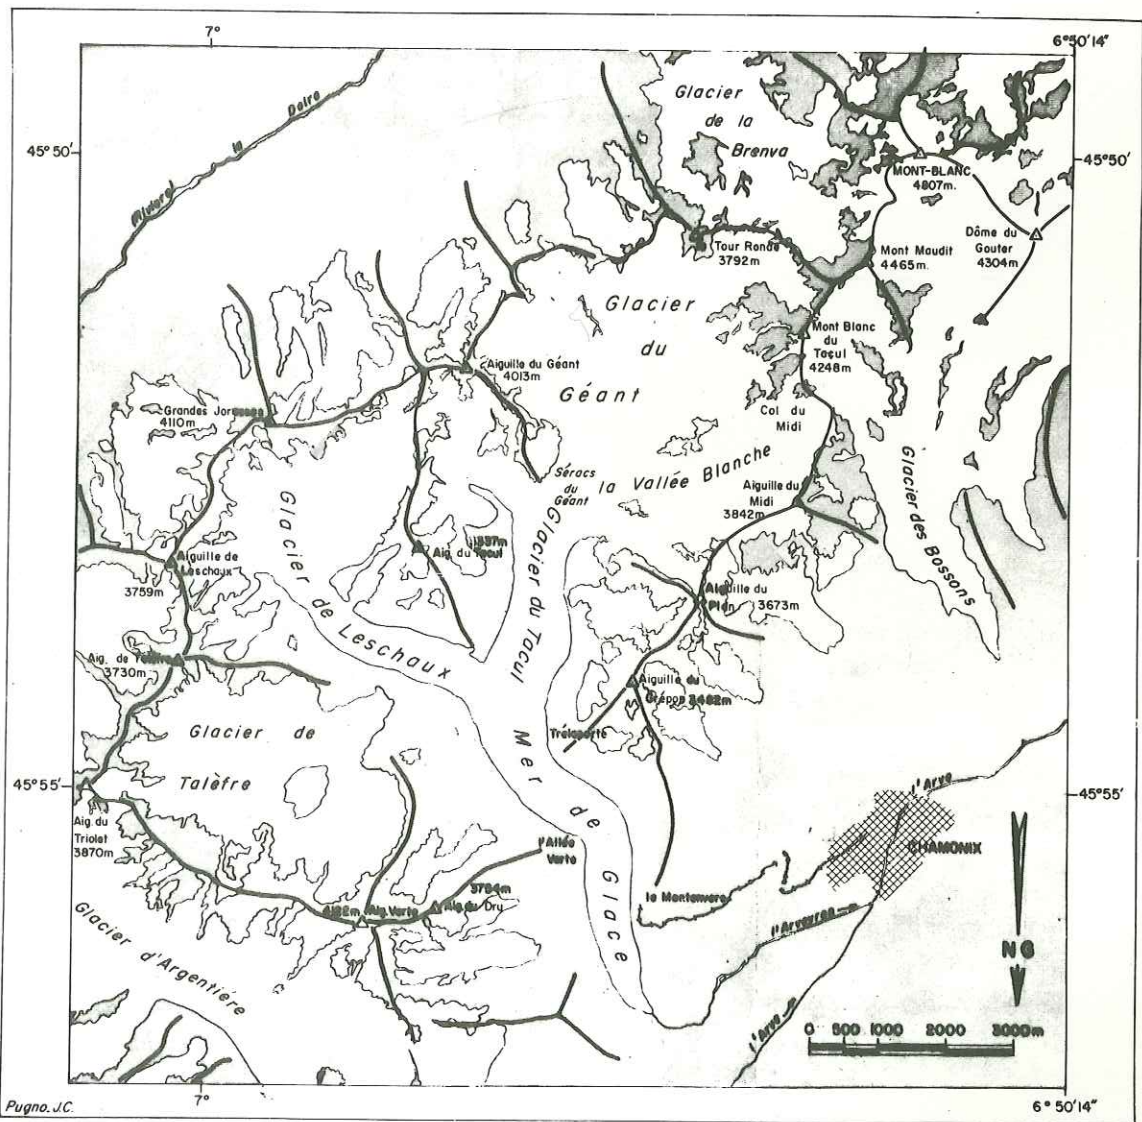 7°
6° 50'14"
Rivière
la
Doire
45° 50'
45° 50'
Glacier
de la
Brenva
MONT-BLANC
4807m.
Dôme du
Gouter
4304m
Tour Ronde
3792m
Mont Maudit
4465m.
Glacier
du
Géant
Mont Blanc
du
Tacul
4248m
Aiguille du Géant
4013m
Grandes Jorasses
4110m
Col du
Midi
Séracs
du
Géant
la Vallée Blanche
Aiguille du
Midi
3842m
Glacier des Bossons
Glacier
de Leschaux
Glacier du Tacul
Aig. du Tacul
Aiguille de
Leschaux
3759m
Aiguille du
Plan
3673m
Aig. de
3730m
Aiguille du
Crépon 3482m
Trélaporte
Glacier de
Talèfre
Mer de Glace
45° 55'
45° 55'
l'Arve
CHAMONIX
Aig. du
Triolet
3870m
l'Allée
Verte
3754m
Aig. du Dru
4122m
Aig. Verte
le Montenvers
l'Arveyron
l'Arve
Glacier
d'Argentière
NG
0 500 1000 2000 3000m
7°
6° 50'14"
Pugno. J.C.